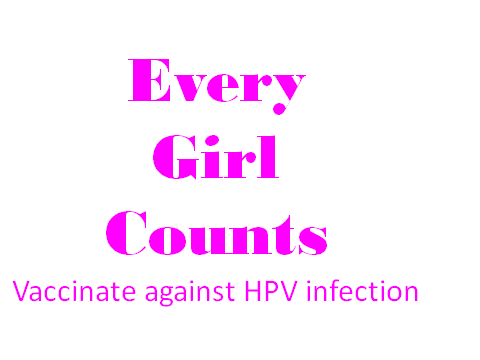 Every
Girl
Counts
Vaccinate against HPV infection